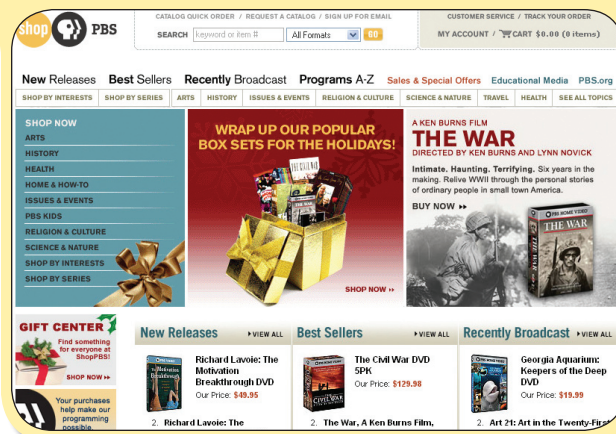 shop PBS
CATALOG QUICK ORDER / REQUEST A CATALOG / SIGN UP FOR EMAIL
CUSTOMER SERVICE / TRACK YOUR ORDER
SEARCH keyword or item # All Formats GO
MY ACCOUNT / CART $0.00 (0 items)
New Releases Best Sellers Recently Broadcast Programs A-Z Sales & Special Offers Educational Media PBS.org
SHOP BY INTERESTS SHOP BY SERIES ARTS HISTORY ISSUES & EVENTS RELIGION & CULTURE SCIENCE & NATURE TRAVEL HEALTH SEE ALL TOPICS
SHOP NOW
ARTS
HISTORY
HEALTH
HOME & HOW-TO
ISSUES & EVENTS
PBS KIDS
RELIGION & CULTURE
SCIENCE & NATURE
SHOP BY INTERESTS
SHOP BY SERIES
WRAP UP OUR POPULAR
BOX SETS FOR THE HOLIDAYS!
SHOP NOW
A KEN BURNS FILM
THE WAR
DIRECTED BY KEN BURNS AND LYNN NOVICK
Intimate. Haunting. Terrifying. Six years in the
making. Relive WWII through the personal stories
of ordinary people in small town America.
BUY NOW
PBS HOME VIDEO
THE WAR
GIFT CENTER
Find something
for everyone at
ShopPBS!
SHOP NOW
Your purchases
help make our
programming
possible.
New Releases VIEW ALL
Richard Lavoie: The
Motivation
Breakthrough DVD
Our Price: $49.95
2. Richard Lavoie: The
Best Sellers VIEW ALL
The Civil War DVD
5PK
Our Price: $129.98
2. The War, A Ken Burns Film,
Recently Broadcast VIEW ALL
Georgia Aquarium:
Keepers of the Deep
DVD
Our Price: $19.99
2. Art 21: Art in the Twenty-First